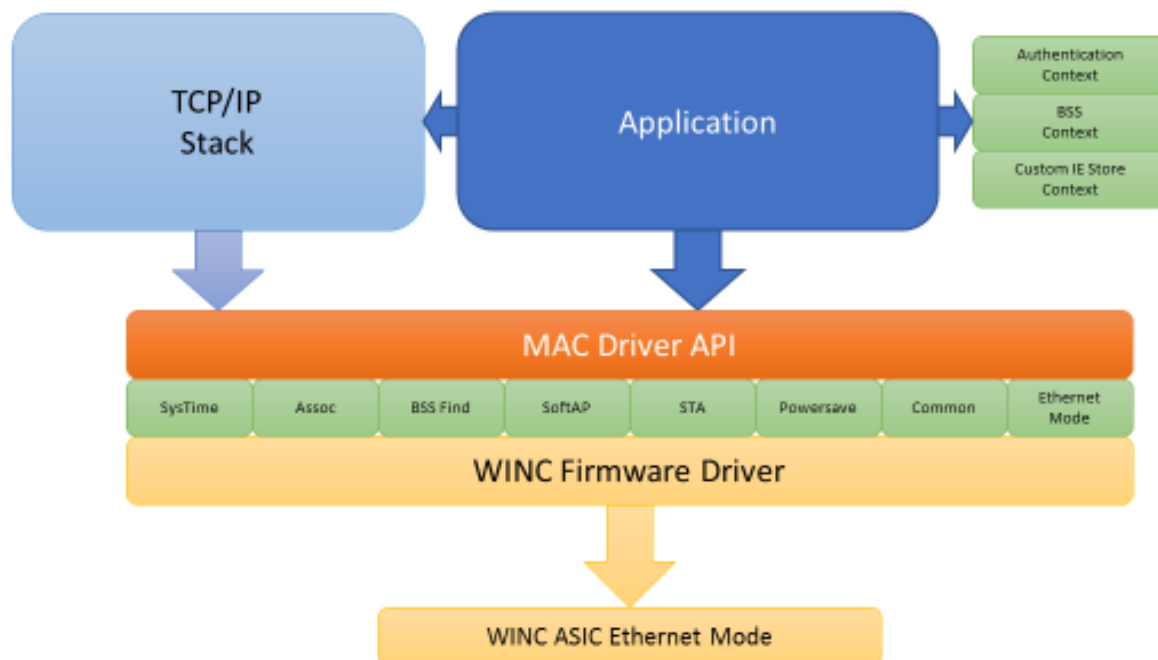 TCP/IP
Stack
Application
Authentication
Context
BSS
Context
Custom IE Store
Context
MAC Driver API
SysTime
Assoc
BSS Find
SoftAP
STA
Powersave
Common
Ethernet
Mode
WINC Firmware Driver
WINC ASIC Ethernet Mode